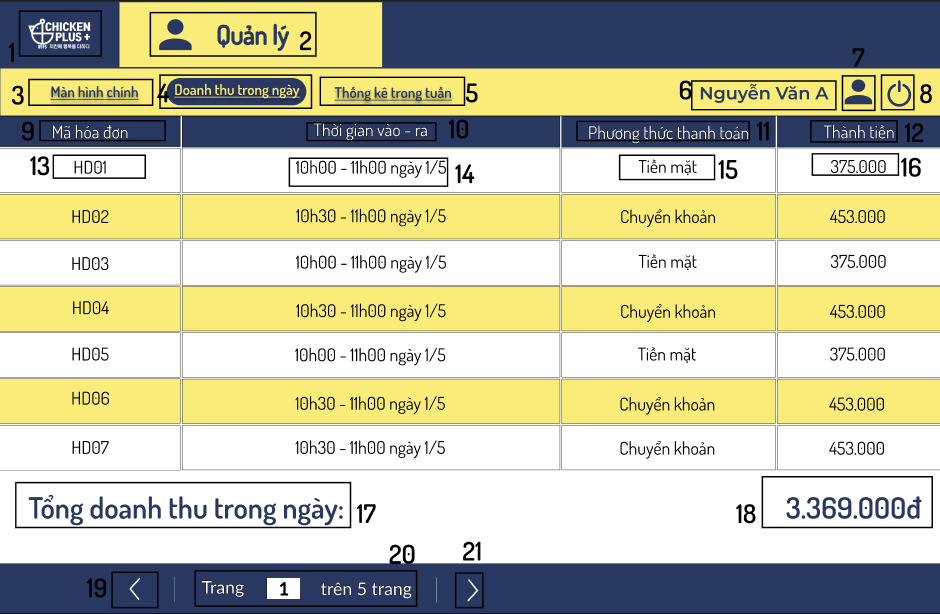 CHICKEN
PLUS+
1
Quản lý 2
3 Màn hình chính 4 Doanh thu trong ngày Thống kê trong tuần 5 6 Nguyễn Văn A 7 8
9 Mã hóa đơn Thời gian vào - ra 10 Phương thức thanh toán 11 Thành tiền 12
13 HD01 10h00 - 11h00 ngày 1/5 14 Tiền mặt 15 375.000 16
HD02 10h30 - 11h00 ngày 1/5 Chuyển khoản 453.000
HD03 10h00 - 11h00 ngày 1/5 Tiền mặt 375.000
HD04 10h30 - 11h00 ngày 1/5 Chuyển khoản 453.000
HD05 10h00 - 11h00 ngày 1/5 Tiền mặt 375.000
HD06 10h30 - 11h00 ngày 1/5 Chuyển khoản 453.000
HD07 10h30 - 11h00 ngày 1/5 Chuyển khoản 453.000
Tổng doanh thu trong ngày: 17 18 3.369.000đ
19 Trang 1 trên 5 trang 20 21